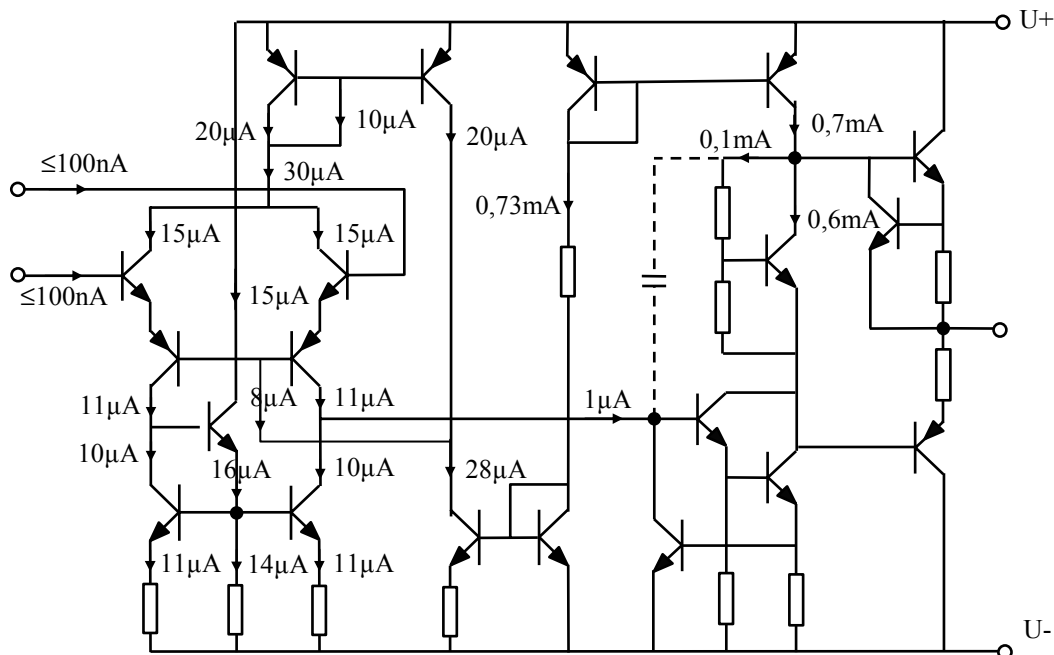 U+
20µA
10µA
20µA
0,1mA
0,7mA
≤100nA
30µA
15µA
15µA
0,73mA
0,6mA
≤100nA
15µA
11µA
8µA
11µA
1µA
10µA
16µA
10µA
28µA
11µA
14µA
11µA
U-